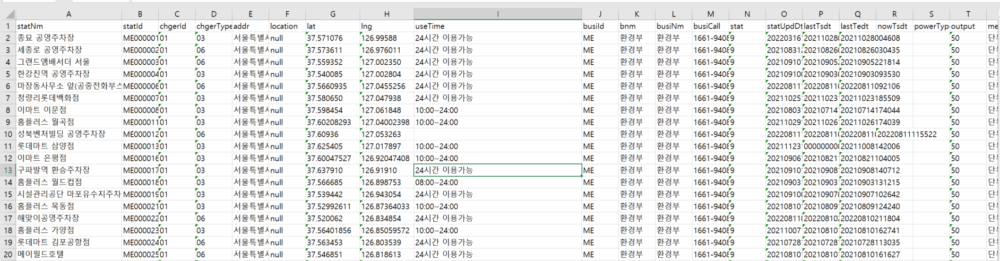 A B C D E F G H I J K L M N O P Q R S T
1 statNm statId chgerId chgerType addr location lat lng useTime busiId bnm busiNm busiCall stat statUpdDt lastTsdt lastTedt nowTsdt powerType output me
2 종묘 공영주차장 ME000001 01 03 서울특별시 null 37.571076 126.99588 24시간 이용가능 ME 환경부 환경부 1661-9408 9 20220316 20211028 20211028004608 50 단독
3 세종로 공영주차장 ME000002 01 06 서울특별시 null 37.573611 126.976011 24시간 이용가능 ME 환경부 환경부 1661-9408 9 20210831 20210826 20210826030435 50 단독
4 그랜드앰배서더 서울 ME000003 01 06 서울특별시 null 37.559352 127.002350 24시간 이용가능 ME 환경부 환경부 1661-9408 9 20210910 20210905 20210905221814 50 단독
5 한강진역 공영주차장 ME000004 01 03 서울특별시 null 37.540085 127.002804 24시간 이용가능 ME 환경부 환경부 1661-9408 9 20210910 20210903 20210903093530 50 단독
6 마장동사무소 앞(공중전화부스 ME000006 01 06 서울특별시 null 37.5660935 127.0455256 24시간 이용가능 ME 환경부 환경부 1661-9408 9 20220811 20220811 20220811092106 50 단독
7 청량리롯데백화점 ME000007 01 03 서울특별시 null 37.580650 127.047938 24시간 이용가능 ME 환경부 환경부 1661-9408 9 20211025 20211023 20211023185509 50 단독
8 이마트 이문점 ME000008 01 03 서울특별시 null 37.598454 127.061848 10:00~24:00 ME 환경부 환경부 1661-9408 9 20210803 20210714 20210714174044 50 단독
9 홈플러스 월곡점 ME000011 01 03 서울특별시 null 37.60208293 127.04002398 10:00~24:00 ME 환경부 환경부 1661-9408 9 20211029 20211026 20211026174039 50 단독
10 성북벤처빌딩 공영주차장 ME000012 01 06 서울특별시 null 37.60936 127.053263 ME 환경부 환경부 1661-9408 9 20220811 20220811 20220811 20220811115522 50 단독
11 롯데마트 삼양점 ME000013 01 03 서울특별시 null 37.625405 127.017897 10:00~24:00 ME 환경부 환경부 1661-9408 9 20211123 00000000 20211008142006 50 단독
12 이마트 은평점 ME000016 01 03 서울특별시 null 37.60047527 126.92047408 10:00~24:00 ME 환경부 환경부 1661-9408 9 20210906 20210821 20210821104005 50 단독
13 구파발역 환승주차장 ME000017 01 03 서울특별시 null 37.637910 126.91910 24시간 이용가능 ME 환경부 환경부 1661-9408 9 20210910 20210908 20210908140712 50 단독
14 홈플러스 월드컵점 ME000018 01 03 서울특별시 null 37.566685 126.898753 08:00~24:00 ME 환경부 환경부 1661-9408 9 20210903 20210903 20210903131215 50 단독
15 시설관리공단 마포유수지주차 ME000019 01 03 서울특별시 null 37.539442 126.943054 24시간 이용가능 ME 환경부 환경부 1661-9408 9 20210910 20210907 20210907102642 50 단독
16 홈플러스 목동점 ME000021 01 03 서울특별시 null 37.52992611 126.87364033 10:00~24:00 ME 환경부 환경부 1661-9408 9 20210810 20210809 20210809124240 50 단독
17 해맞이공영주차장 ME000022 01 06 서울특별시 null 37.520062 126.834854 24시간 이용가능 ME 환경부 환경부 1661-9408 9 20220811 20220810 20220810211804 50 단독
18 홈플러스 가양점 ME000023 01 03 서울특별시 null 37.56401856 126.85059572 10:00~24:00 ME 환경부 환경부 1661-9408 9 20211007 20210810 20210810162741 50 단독
19 롯데마트 김포공항점 ME000024 01 06 서울특별시 null 37.563453 126.803539 24시간 이용가능 ME 환경부 환경부 1661-9408 9 20210728 20210728 20210728113035 50 단독
20 메이필드호텔 ME000025 01 06 서울특별시 null 37.546851 126.818613 24시간 이용가능 ME 환경부 환경부 1661-9408 9 20210810 20210810 20210810161627 50 단독